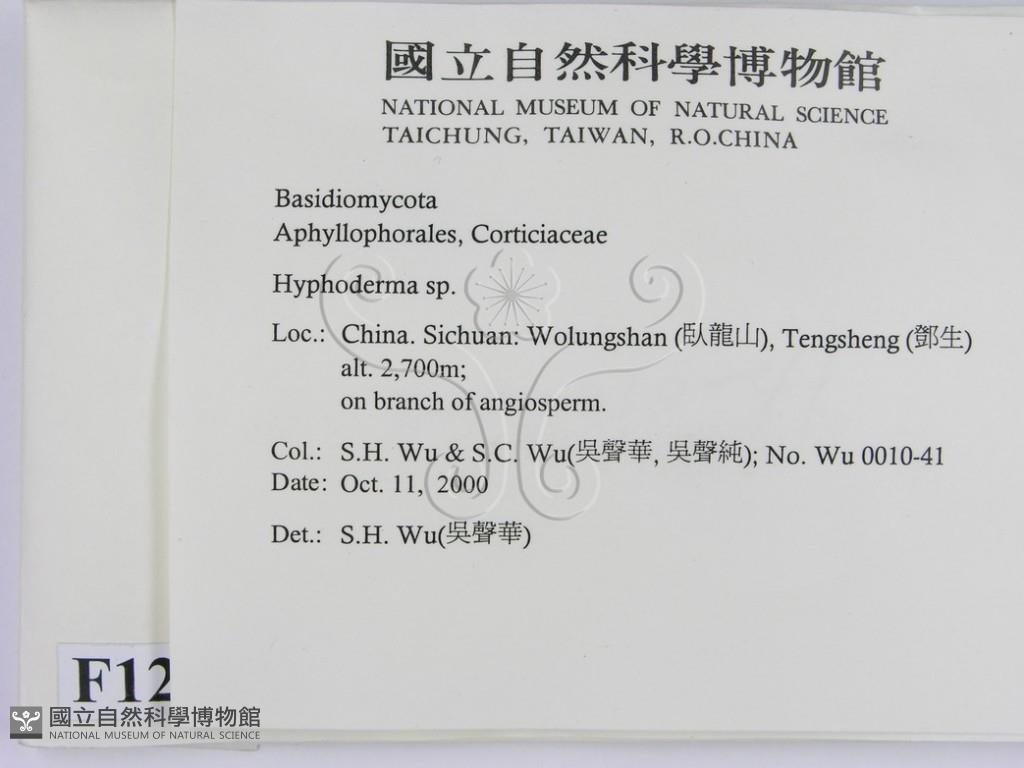 國立自然科學博物館
NATIONAL MUSEUM OF NATURAL SCIENCE
TAICHUNG, TAIWAN, R.O.CHINA
Basidiomycota
Aphyllophorales, Corticiaceae
Hyphoderma sp.
Loc.: China. Sichuan: Wolungshan (臥龍山), Tengsheng (鄧生)
alt. 2,700m;
on branch of angiosperm.
Col.: S.H. Wu & S.C. Wu(吳聲華, 吳聲純); No. Wu 0010-41
Date: Oct. 11, 2000
Det.: S.H. Wu(吳聲華)
F12
國立自然科學博物館
NATIONAL MUSEUM OF NATURAL SCIENCE